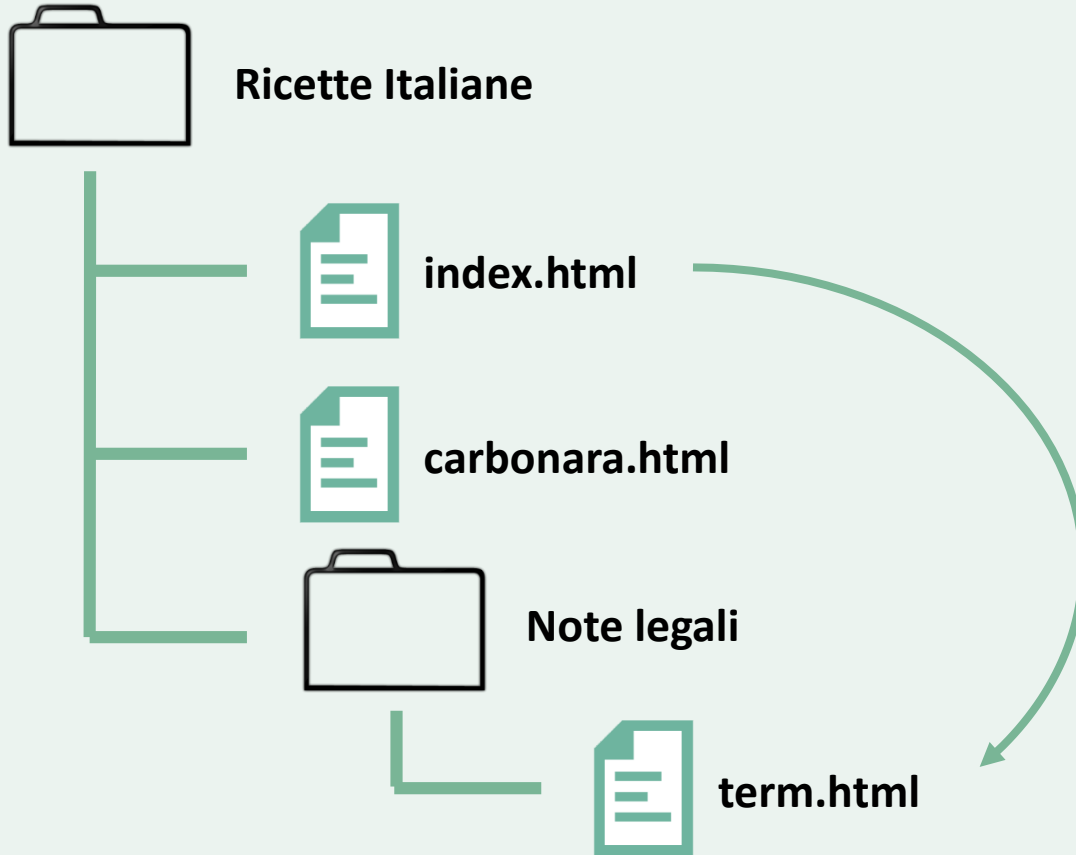 Ricette Italiane
index.html
carbonara.html
Note legali
term.html